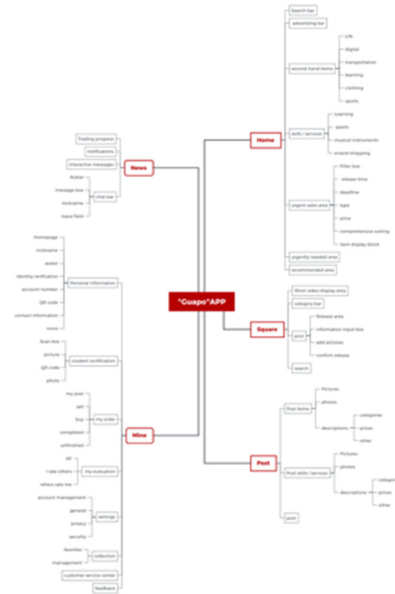 "Guapo"APP
Home
Search bar
advertising bar
second-hand items
Life
digital
transportation
learning
clothing
sports
skills / services
Learning
sports
musical instruments
errand shopping
urgent sales area
Filter box
release time
deadline
type
price
comprehensive sorting
item display block
urgently needed area
recommended area
Square
Short video display area
category bar
post
Release area
information input box
add pictures
confirm release
search
Post
Post items
Pictures
photos
descriptions
categories
prices
other
Post skills / services
Pictures
photos
descriptions
categori
prices
other
post
News
Trading progress
notifications
interactive messages
chat bar
Avatar
message box
nickname
input field
Mine
Personal information
Homepage
nickname
avatar
identity verification
account number
QR code
contact information
more
student certification
Scan box
picture
QR code
photo
my order
my post
sell
buy
completed
unfinished
my evaluation
all
I rate others
others rate me
settings
account management
general
privacy
security
collection
favorites
management
customer service center
feedback